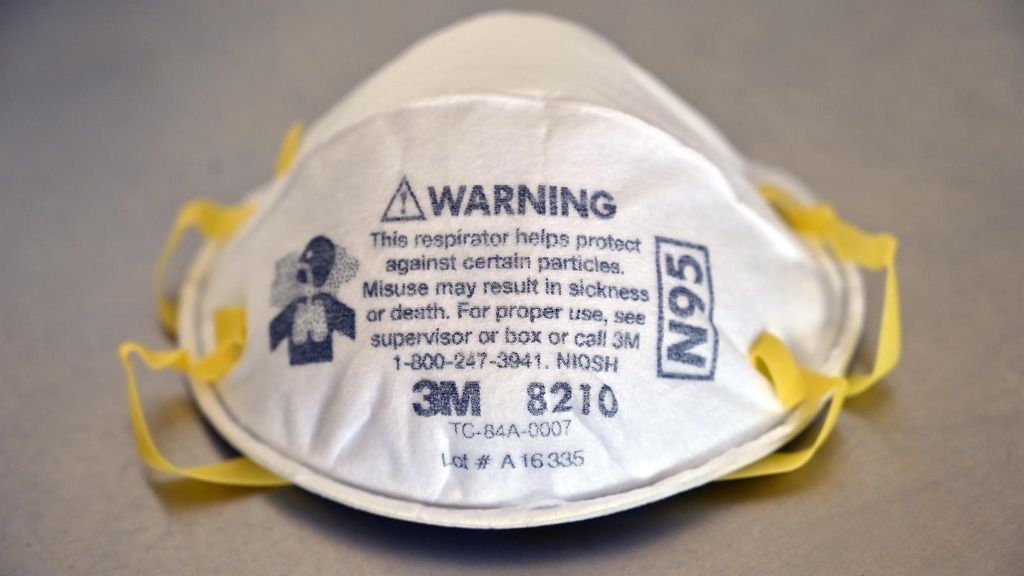 WARNING
This respirator helps protect
against certain particles.
Misuse may result in sickness
or death. For proper use, see
supervisor or box or call 3M
1-800-247-3941. NIOSH
N95
3M 8210
TC-84A-0007
Lot # A16335